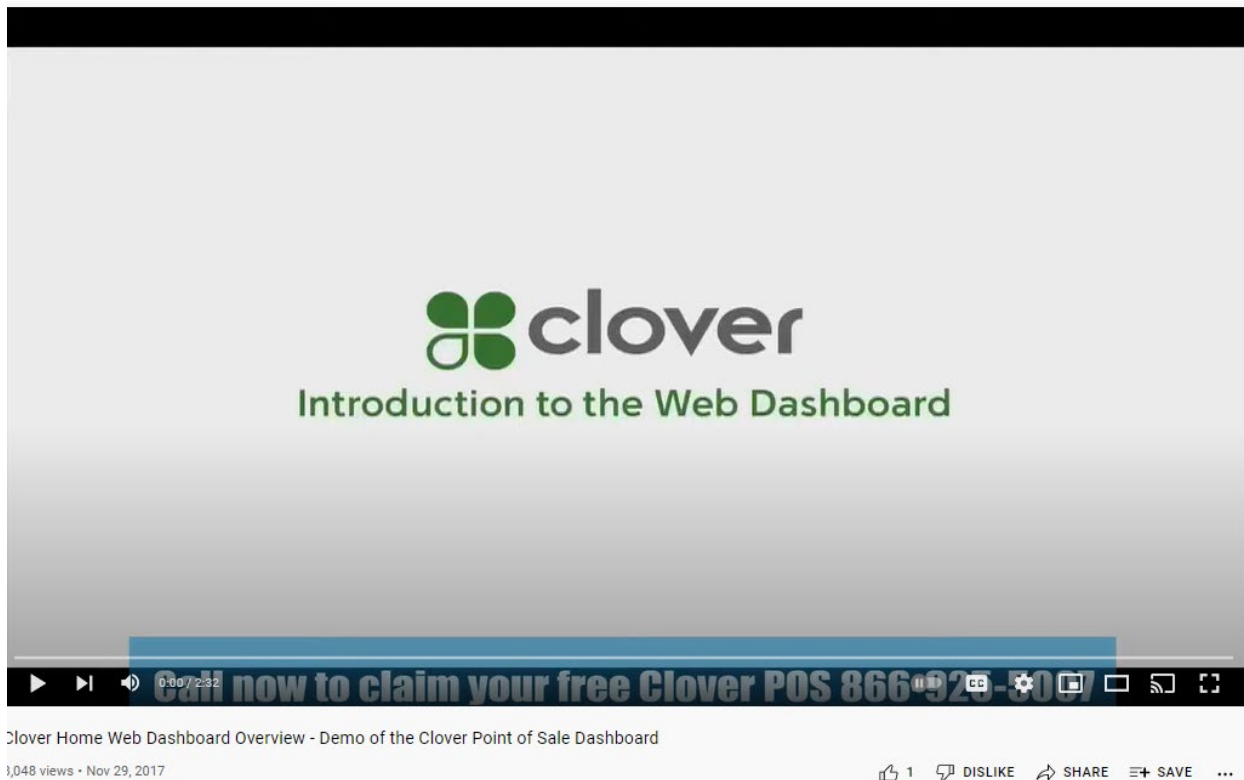 clover
Introduction to the Web Dashboard
0:00 / 2:32
Call now to claim your free Clover POS
CC
Clover Home Web Dashboard Overview - Demo of the Clover Point of Sale Dashboard
,048 views • Nov 29, 2017
1 DISLIKE SHARE SAVE